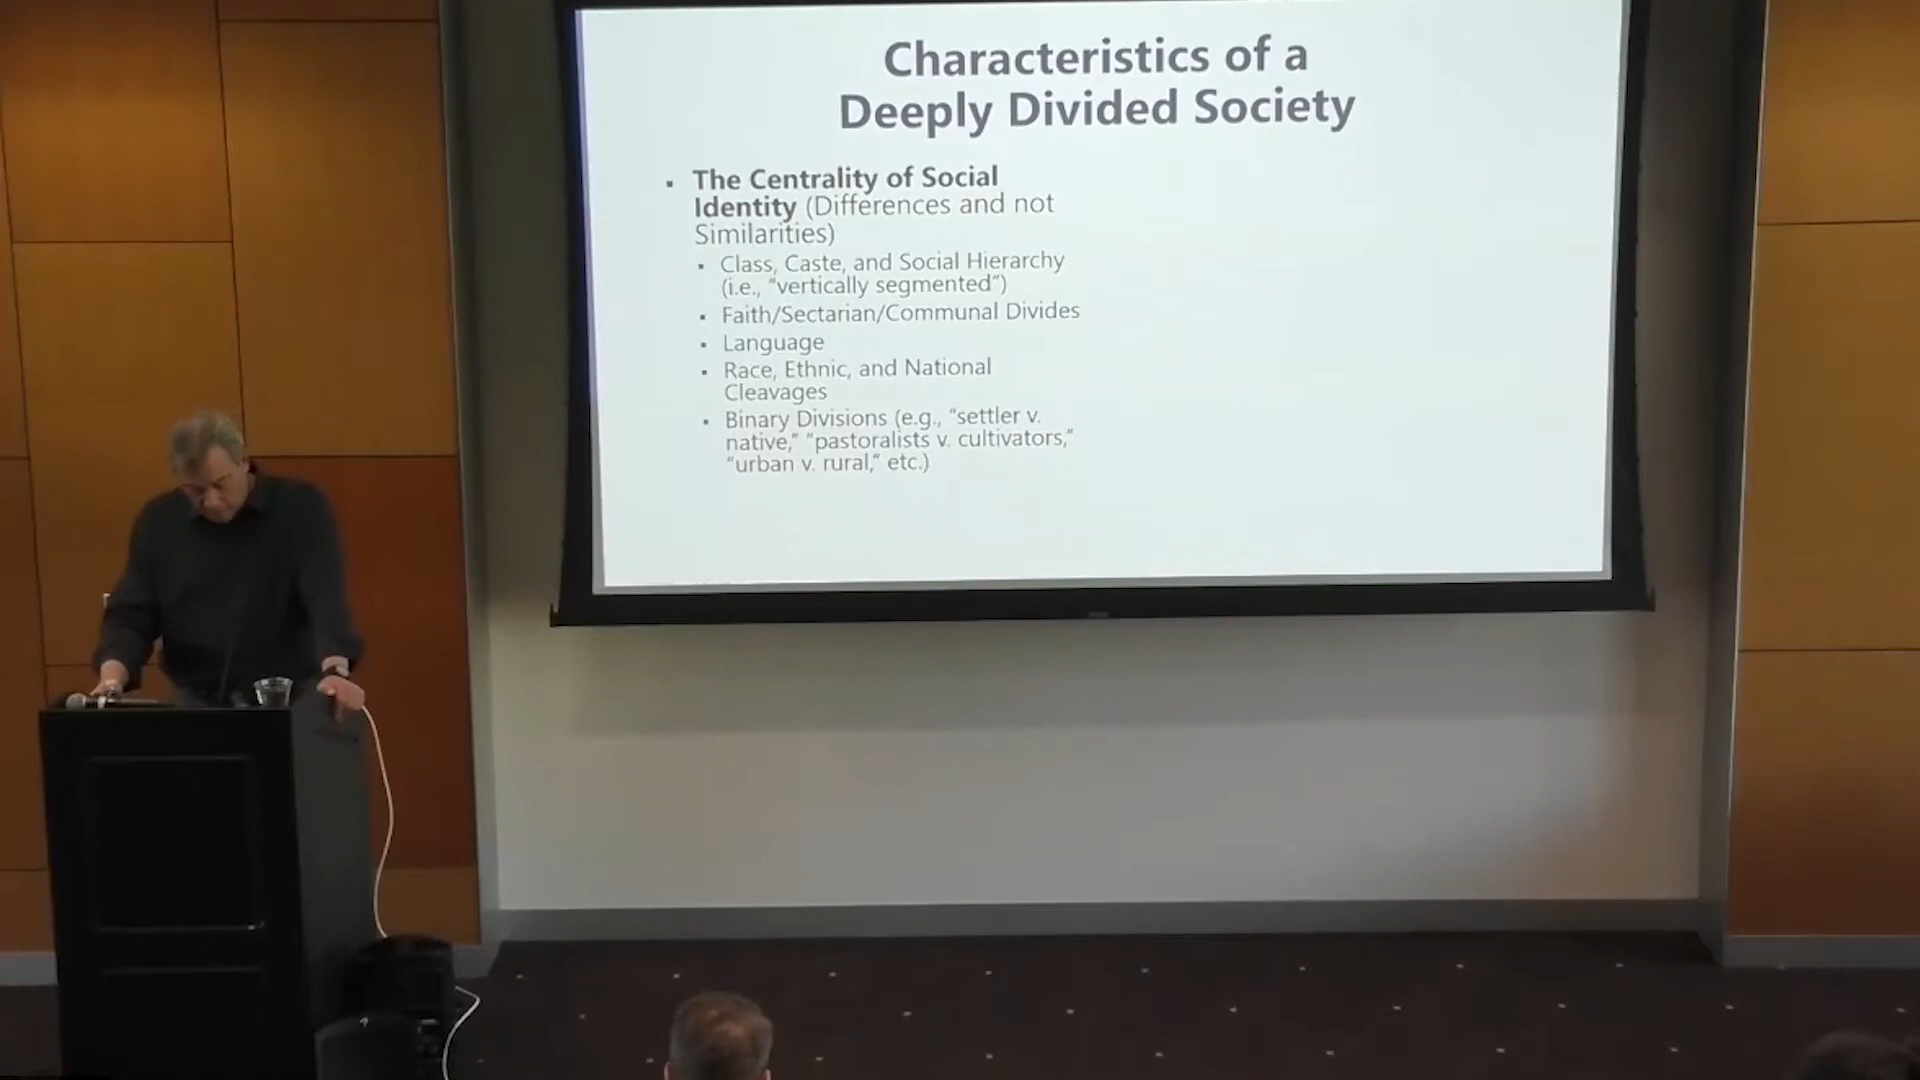 Characteristics of a
Deeply Divided Society
▪ The Centrality of Social
Identity (Differences and not
Similarities)
▪ Class, Caste, and Social Hierarchy
(i.e., “vertically segmented”)
▪ Faith/Sectarian/Communal Divides
▪ Language
▪ Race, Ethnic, and National
Cleavages
▪ Binary Divisions (e.g., “settler v.
native,” “pastoralists v. cultivators,”
“urban v. rural,” etc.)